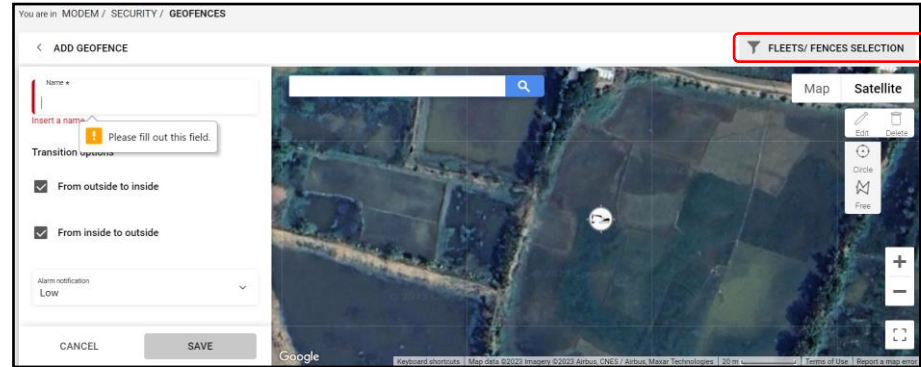 You are in MODEM / SECURITY / GEOFENCES
< ADD GEOFENCE
FLEETS/ FENCES SELECTION
Name *
Insert a name
Please fill out this field.
Transition options
From outside to inside
From inside to outside
Alarm notification
Low
CANCEL
SAVE
Map
Satellite
Edit
Delete
Circle
Free
+
−
Google
Keyboard shortcuts
Map data ©2023 Imagery ©2023 Airbus, CNES / Airbus, Maxar Technologies
20 m
Terms of Use
Report a map error